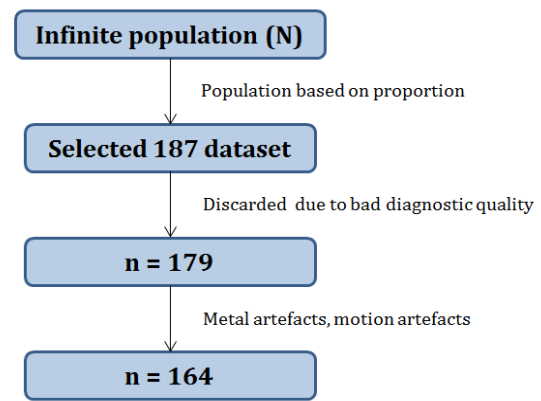 Infinite population (N)
Population based on proportion
Selected 187 dataset
Discarded due to bad diagnostic quality
n = 179
Metal artefacts, motion artefacts
n = 164